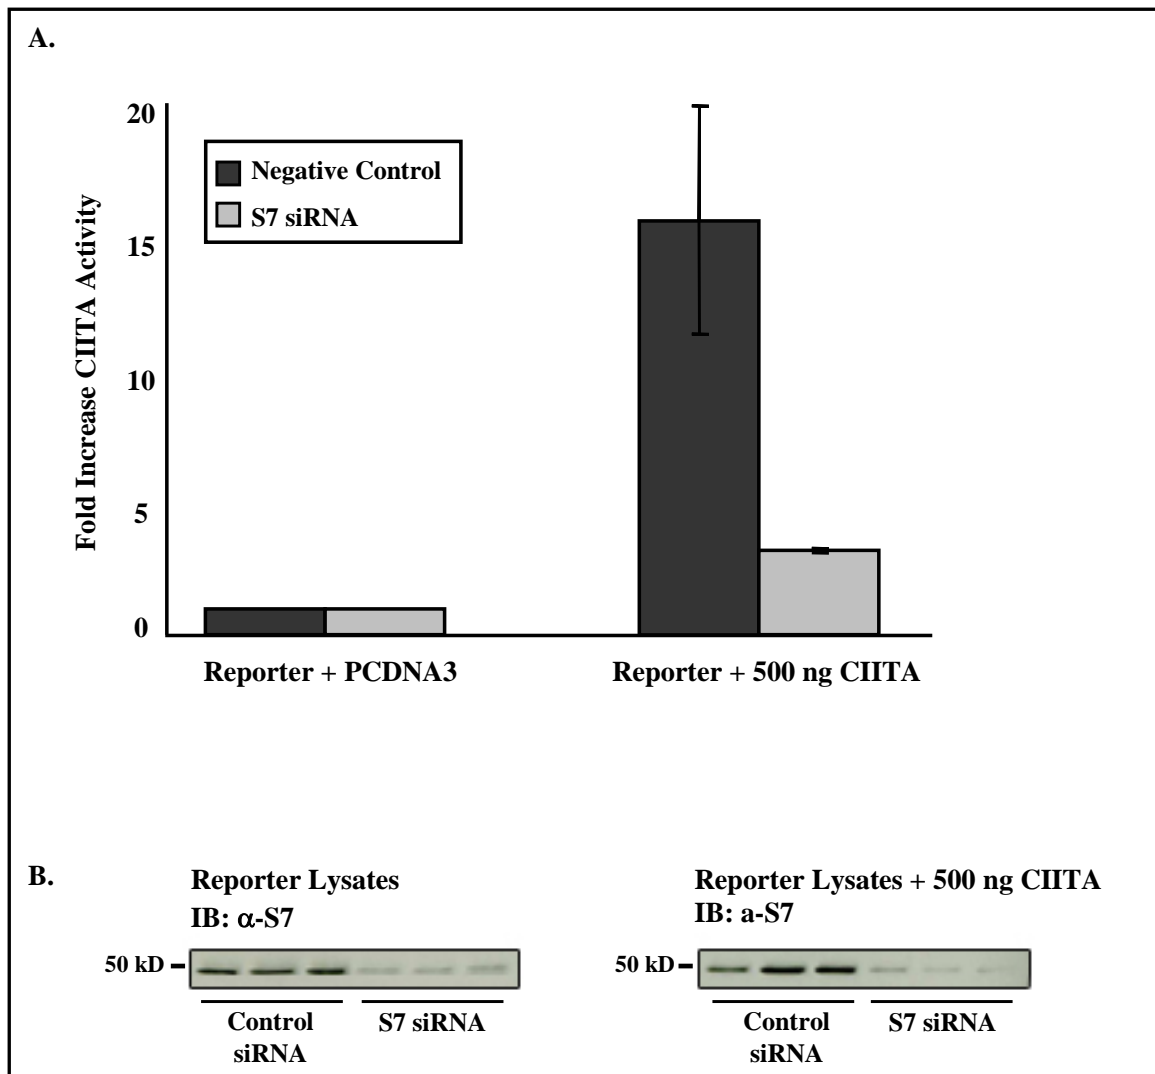 A.
20
15
10
5
0
Fold Increase CIITA Activity
Negative Control
S7 siRNA
Reporter + PCDNA3
Reporter + 500 ng CIITA
B.
Reporter Lysates
IB: α-S7
50 kD
Control
siRNA
S7 siRNA
Reporter Lysates + 500 ng CIITA
IB: a-S7
50 kD
Control
siRNA
S7 siRNA